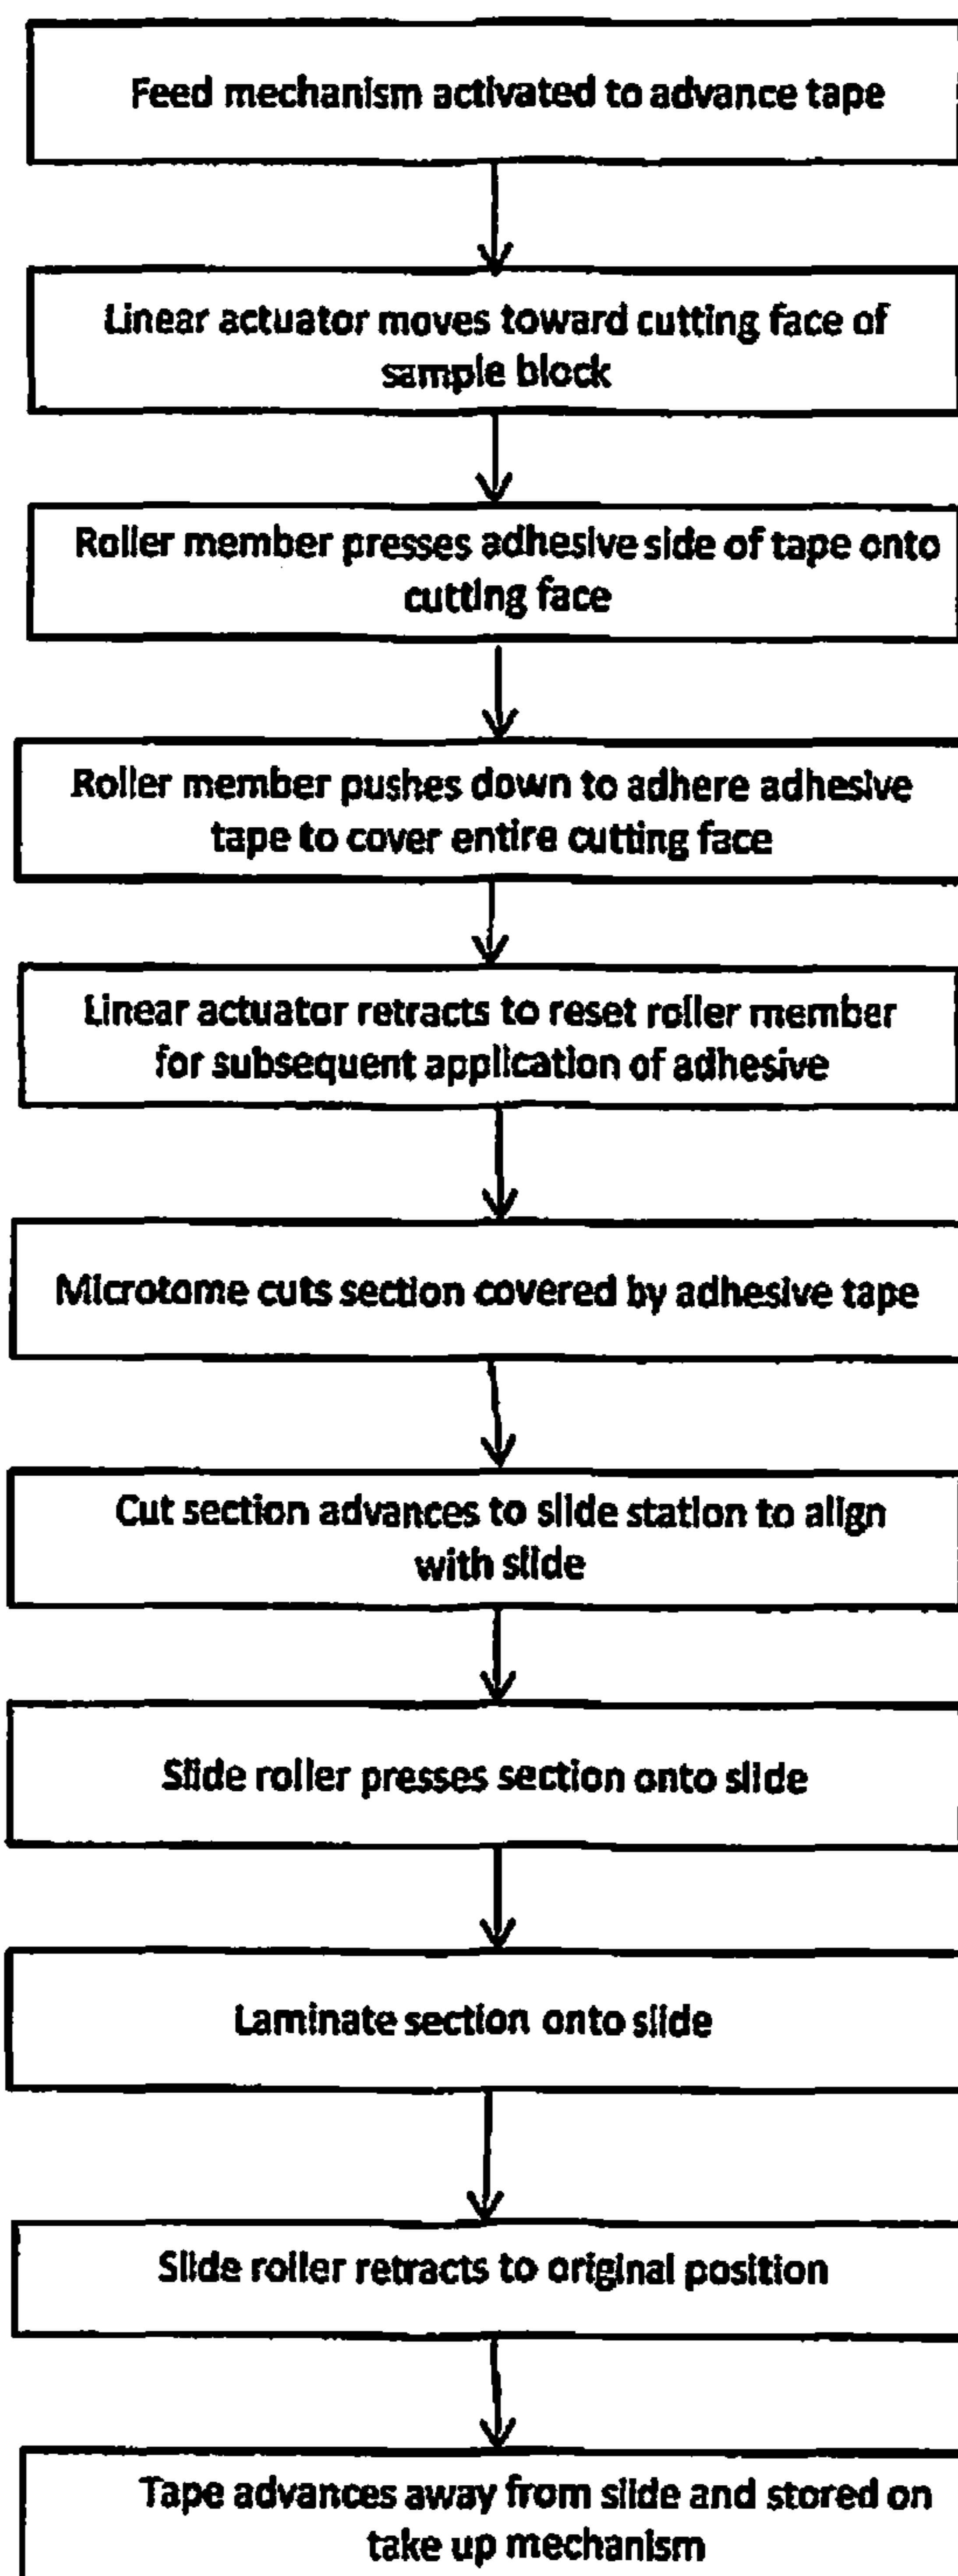 Feed mechanism activated to advance tape
Linear actuator moves toward cutting face of
sample block
Roller member presses adhesive side of tape onto
cutting face
Roller member pushes down to adhere adhesive
tape to cover entire cutting face
Linear actuator retracts to reset roller member
for subsequent application of adhesive
Microtome cuts section covered by adhesive tape
Cut section advances to slide station to align
with slide
Slide roller presses section onto slide
Laminate section onto slide
Slide roller retracts to original position
Tape advances away from slide and stored on
take up mechanism